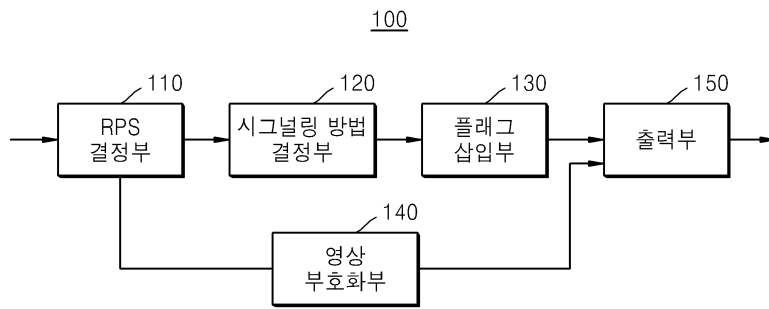 100
110
120
130
150
RPS
결정부
시그널링 방법
결정부
플래그
삽입부
출력부
140
영상
부호화부